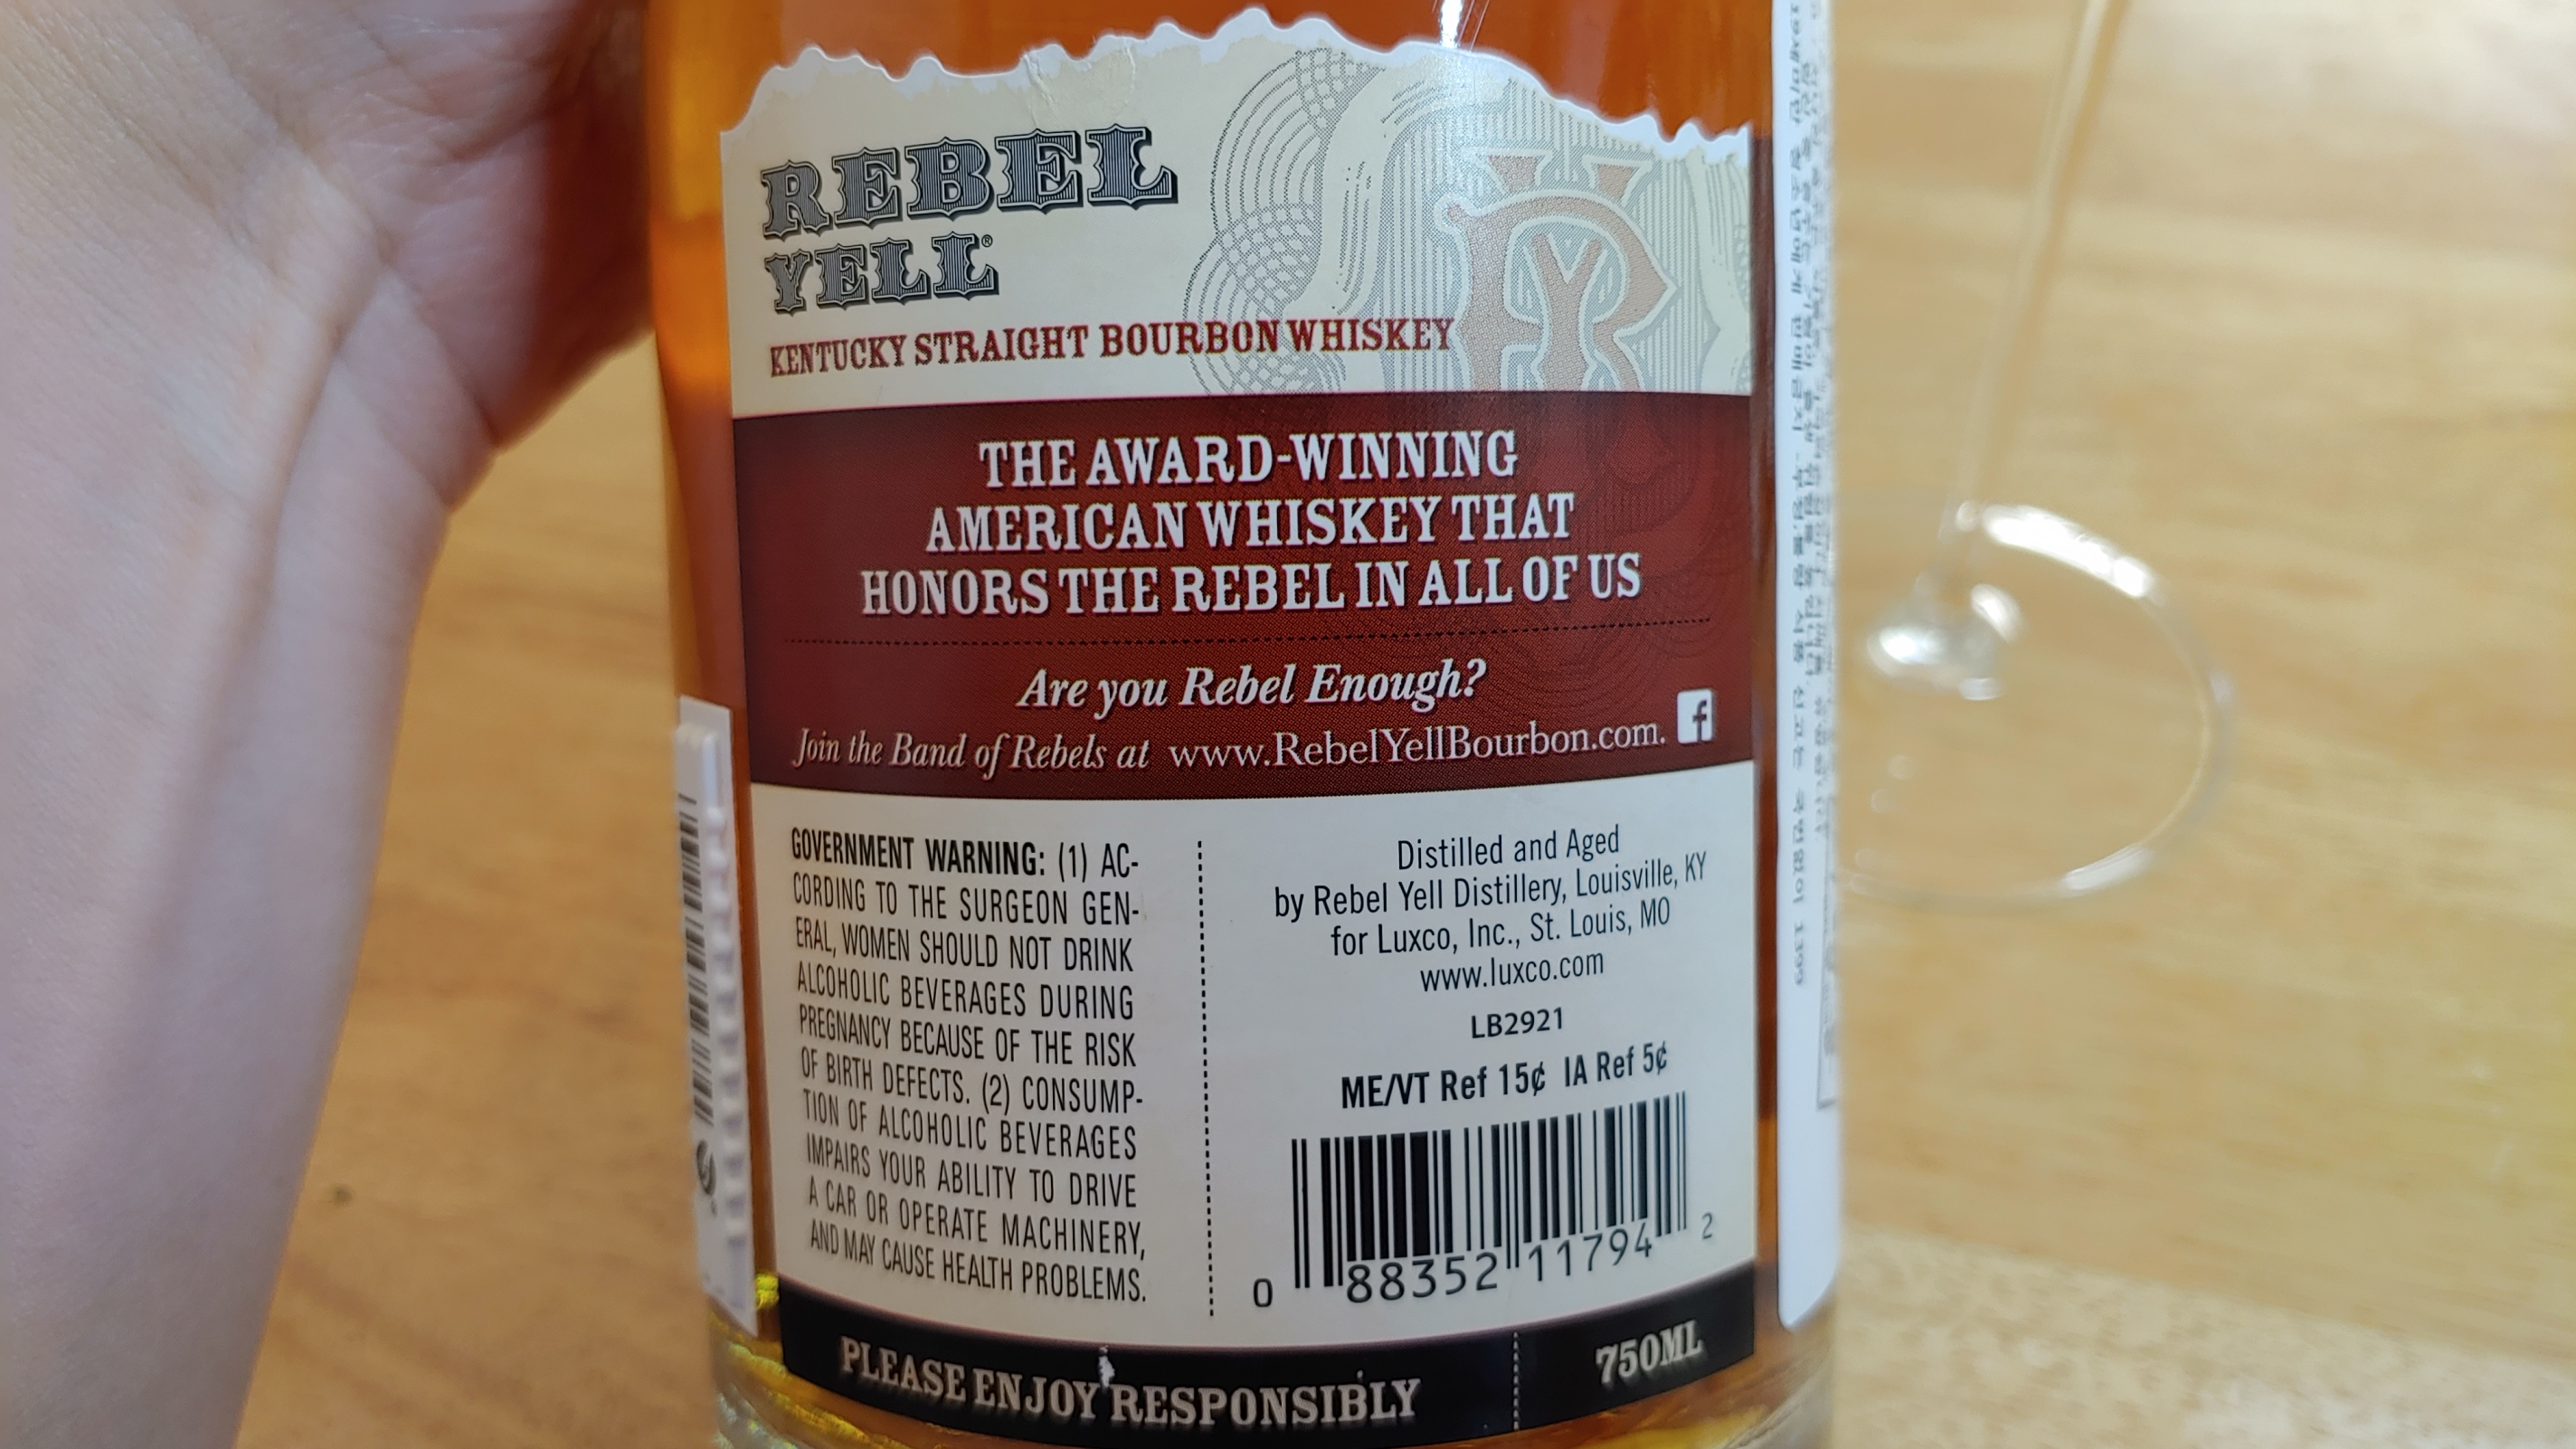 REBEL
YELL®
KENTUCKY STRAIGHT BOURBON WHISKEY
THE AWARD-WINNING
AMERICAN WHISKEY THAT
HONORS THE REBEL IN ALL OF US
Are you Rebel Enough?
Join the Band of Rebels at www.RebelYellBourbon.com.
GOVERNMENT WARNING: (1) AC-
CORDING TO THE SURGEON GEN-
ERAL, WOMEN SHOULD NOT DRINK
ALCOHOLIC BEVERAGES DURING
PREGNANCY BECAUSE OF THE RISK
OF BIRTH DEFECTS. (2) CONSUMP-
TION OF ALCOHOLIC BEVERAGES
IMPAIRS YOUR ABILITY TO DRIVE
A CAR OR OPERATE MACHINERY,
AND MAY CAUSE HEALTH PROBLEMS.
Distilled and Aged
by Rebel Yell Distillery, Louisville, KY
for Luxco, Inc., St. Louis, MO
www.luxco.com
LB2921
ME/VT Ref 15¢ IA Ref 5¢
0 88352 11794 2
PLEASE ENJOY RESPONSIBLY
750ML